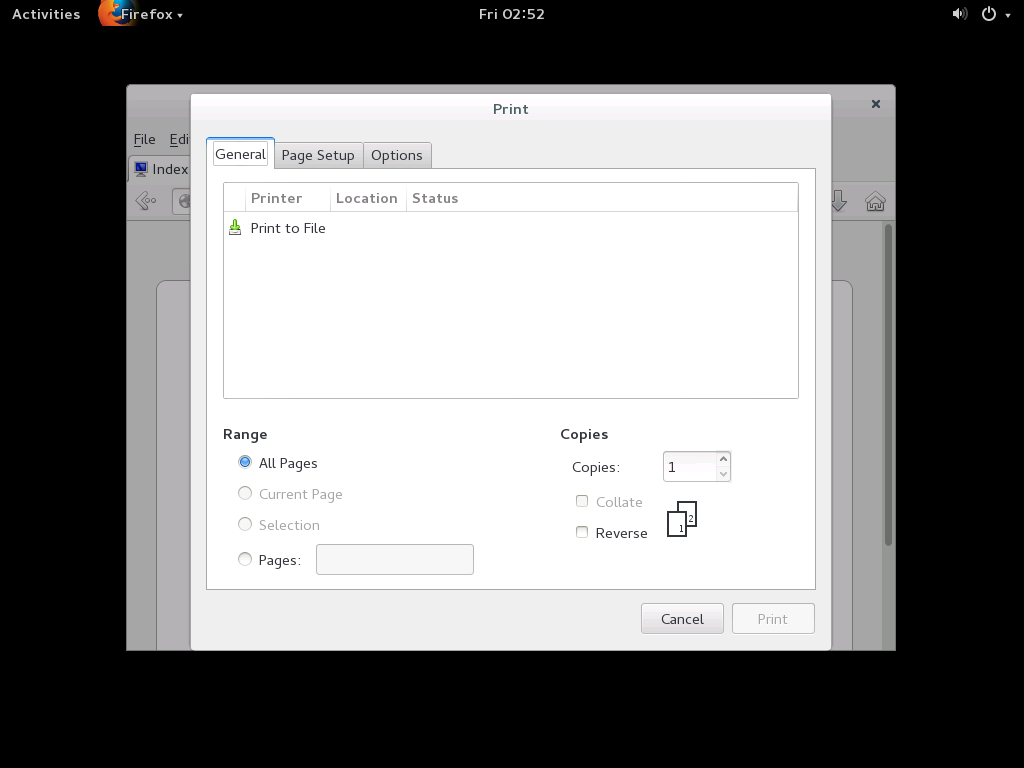 Activities Firefox Fri 02:52
Print
File Edi
General Page Setup Options
Index
Printer Location Status
Print to File
Range Copies
All Pages Copies: 1
Current Page Collate
Selection Reverse
1 2
Pages:
Cancel Print